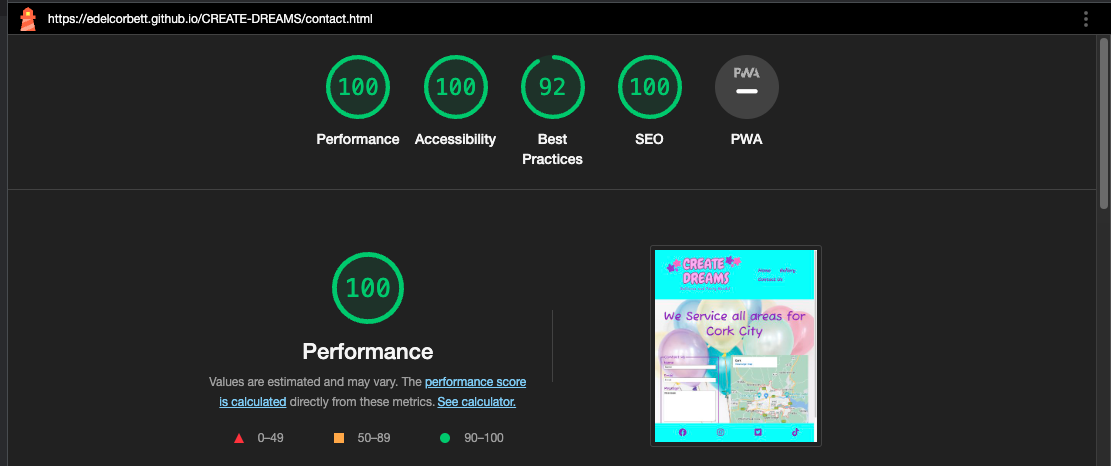 https://edelcorbett.github.io/CREATE-DREAMS/contact.html
100
100
92
100
PWA
Performance
Accessibility
Best
Practices
SEO
PWA
100
Performance
Values are estimated and may vary. The performance score
is calculated directly from these metrics. See calculator.
0–49
50–89
90–100
CREATE
DREAMS
Home
Gallery
Contact Us
We Service all areas for
Cork City